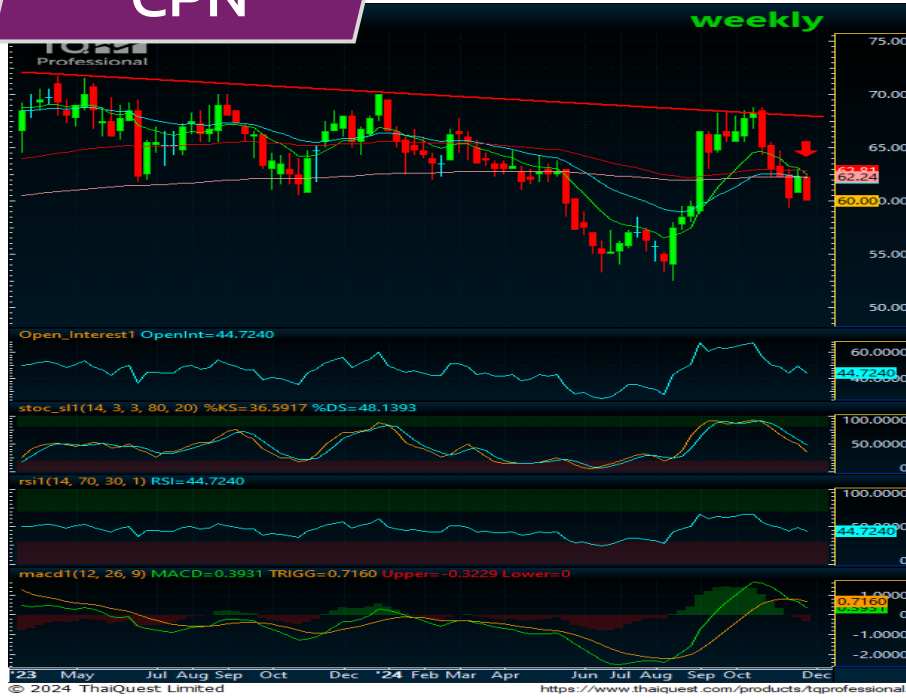 CPN
weekly
Professional
75.00
70.00
65.00
62.81
62.24
60.00
55.00
50.00
Open_Interest1 OpenInt=44.7240
60.0000
44.7240
stoc_sl1(14, 3, 3, 80, 20) %KS=36.5917 %DS=48.1393
100.0000
50.0000
0
rsi1(14, 70, 30, 1) RSI=44.7240
100.0000
44.7240
0
macd1(12, 26, 9) MACD=0.3931 TRIGG=0.7160 Upper=-0.3229 Lower=0
1.0000
0.7160
0
-1.0000
-2.0000
'23 May Jul Aug Sep Oct Dec '24 Feb Mar Apr Jun Jul Aug Sep Oct Dec
© 2024 ThaiQuest Limited https://www.thaiquest.com/products/tqprofessional